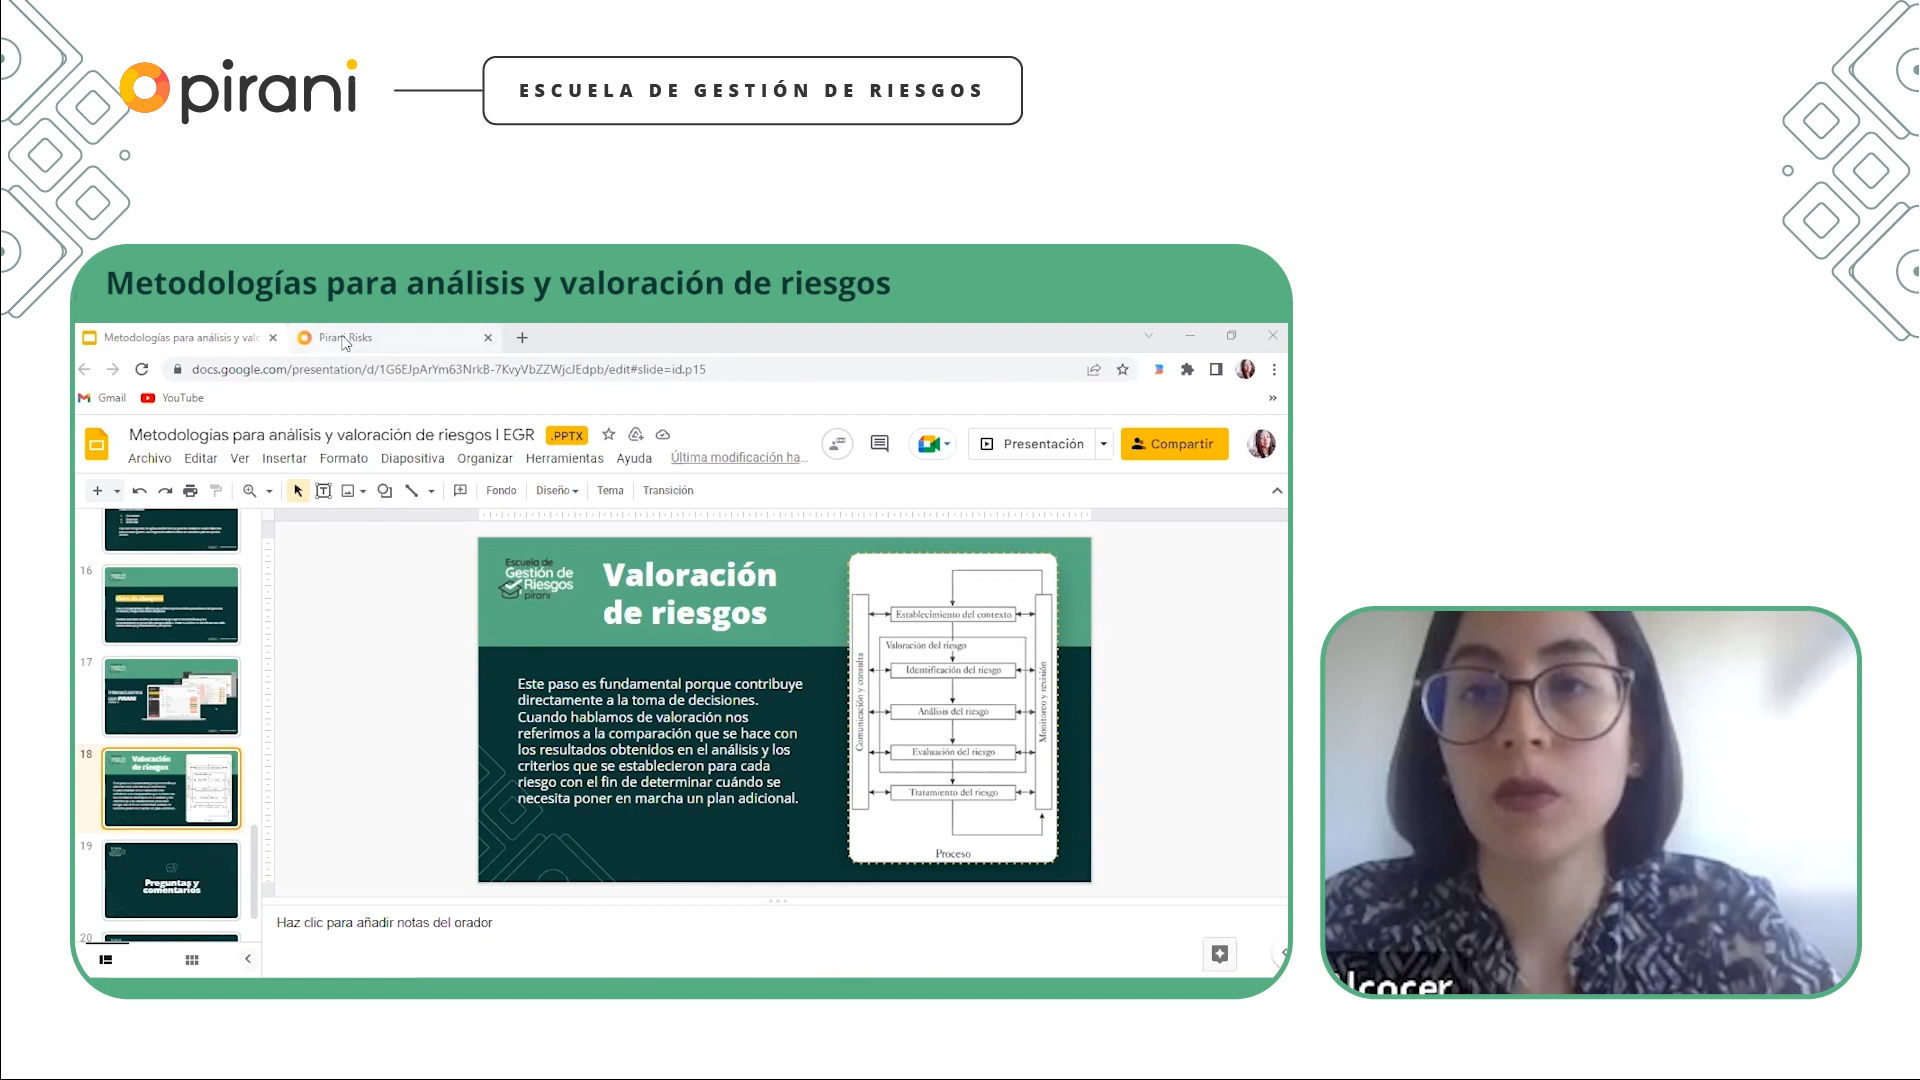 pirani
ESCUELA DE GESTIÓN DE RIESGOS
Metodologías para análisis y valoración de riesgos
Metodologías para análisis y valc
Pirani Risks
docs.google.com/presentation/d/1G6EJpArYm63NrkB-7KvyVbZZWjcJEdpb/edit#slide=id.p15
Gmail
YouTube
Metodologías para análisis y valoración de riesgos I EGR
.PPTX
Presentación
Compartir
Archivo Editar Ver Insertar Formato Diapositiva Organizar Herramientas Ayuda Última modificación ha...
Fondo Diseño Tema Transición
16
17
18
Valoración
de riesgos
19
Preguntas y
comentarios
20
Escuela de
Gestión de
Riesgos
pirani
Valoración
de riesgos
Este paso es fundamental porque contribuye
directamente a la toma de decisiones.
Cuando hablamos de valoración nos
referimos a la comparación que se hace con
los resultados obtenidos en el análisis y los
criterios que se establecieron para cada
riesgo con el fin de determinar cuándo se
necesita poner en marcha un plan adicional.
Establecimiento del contexto
Valoración del riesgo
Identificación del riesgo
Análisis del riesgo
Evaluación del riesgo
Tratamiento del riesgo
Comunicación y consulta
Monitoreo y revisión
Proceso
Haz clic para añadir notas del orador
lcocer